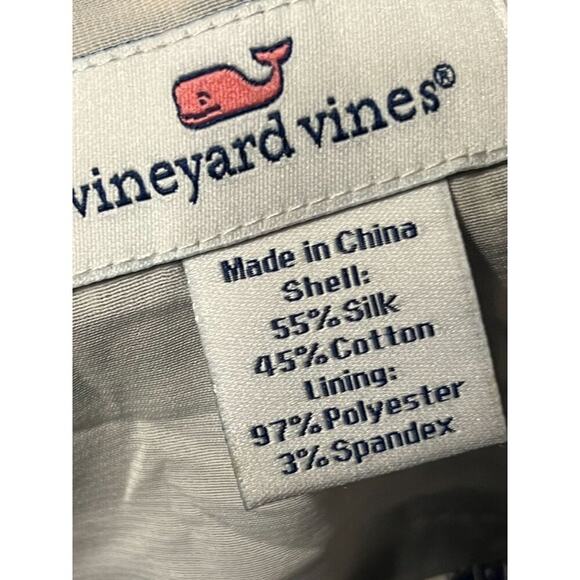 vineyard vines®
Made in China
Shell:
55% Silk
45% Cotton
Lining:
97% Polyester
3% Spandex